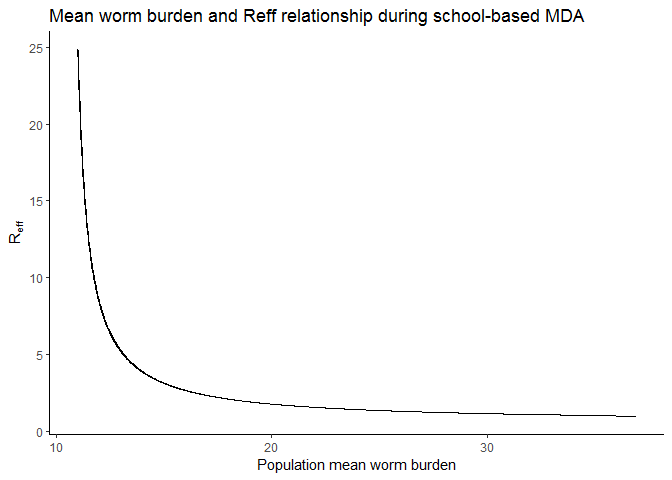 Mean worm burden and Reff relationship during school-based MDA
25
20
15
10
5
0
Reff
10 20 30
Population mean worm burden